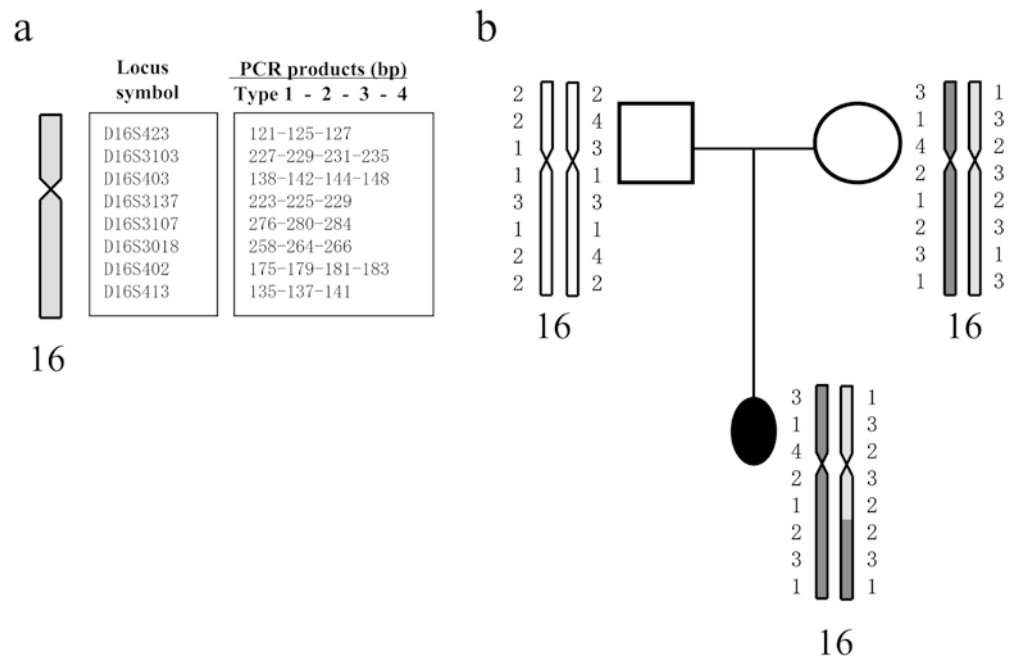 a
Locus
symbol
PCR products (bp)
Type 1 - 2 - 3 - 4
D16S423 121-125-127
D16S3103 227-229-231-235
D16S403 138-142-144-148
D16S3137 223-225-229
D16S3107 276-280-284
D16S3018 258-264-266
D16S402 175-179-181-183
D16S413 135-137-141
16
b
2 2
2 4
1 3
1 1
3 3
1 1
2 4
2 2
16
3 1
1 3
4 2
2 3
1 2
2 3
3 1
1 3
16
3 1
1 3
4 2
2 3
1 2
2 2
3 3
1 1
16